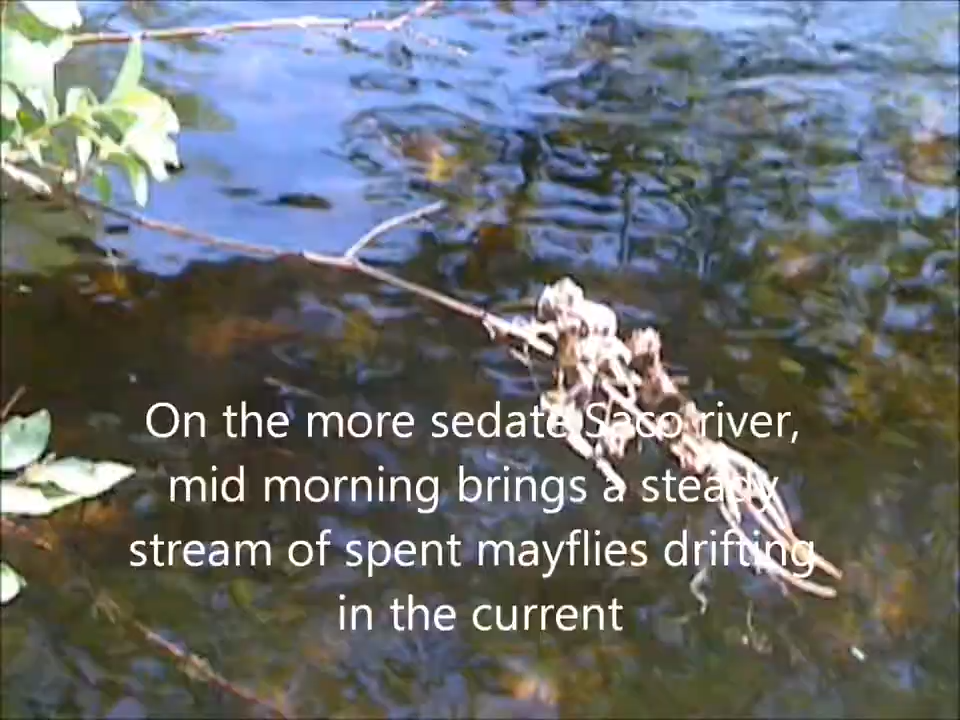 On the more sedate Saco river,
mid morning brings a steady
stream of spent mayflies drifting
in the current